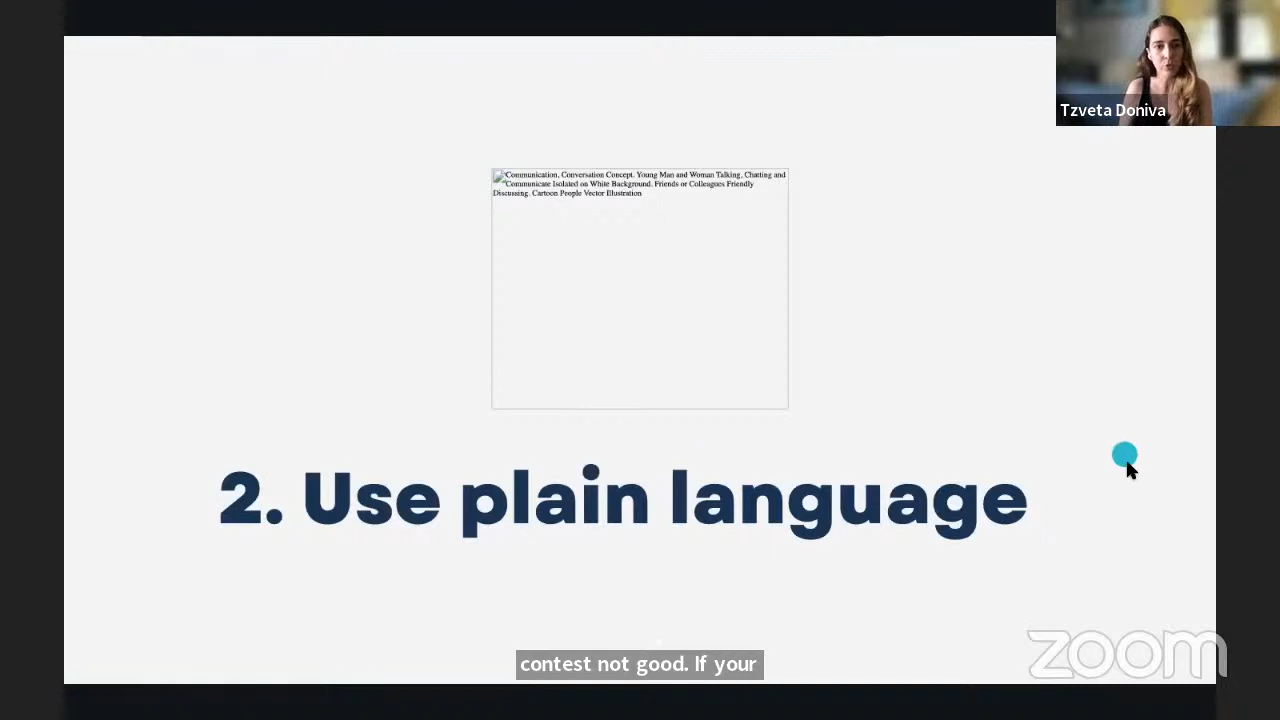 Tzveta Doniva
Communication, Conversation Concept. Young Man and Woman Talking, Chatting and
Communicate Isolated on White Background. Friends or Colleagues Friendly
Discussing. Cartoon People Vector Illustration
2. Use plain language
zoom
contest not good. If your